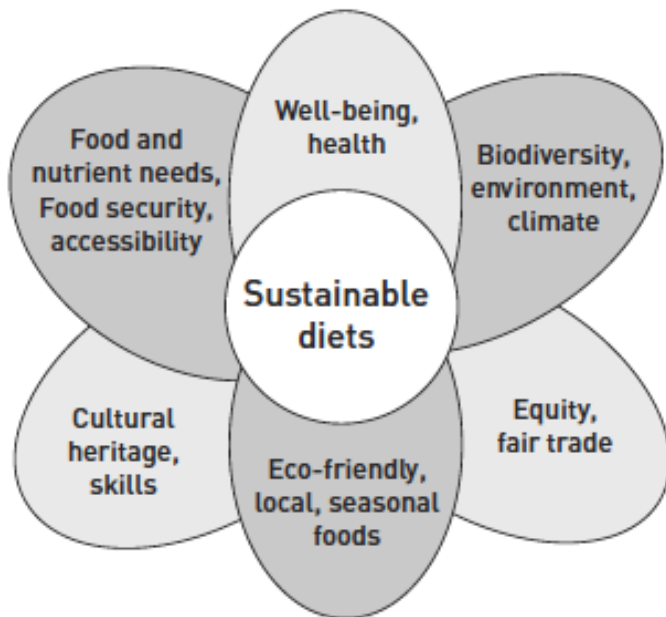 Well-being,
health
Food and
nutrient needs,
Food security,
accessibility
Biodiversity,
environment,
climate
Sustainable
diets
Cultural
heritage,
skills
Equity,
fair trade
Eco-friendly,
local, seasonal
foods